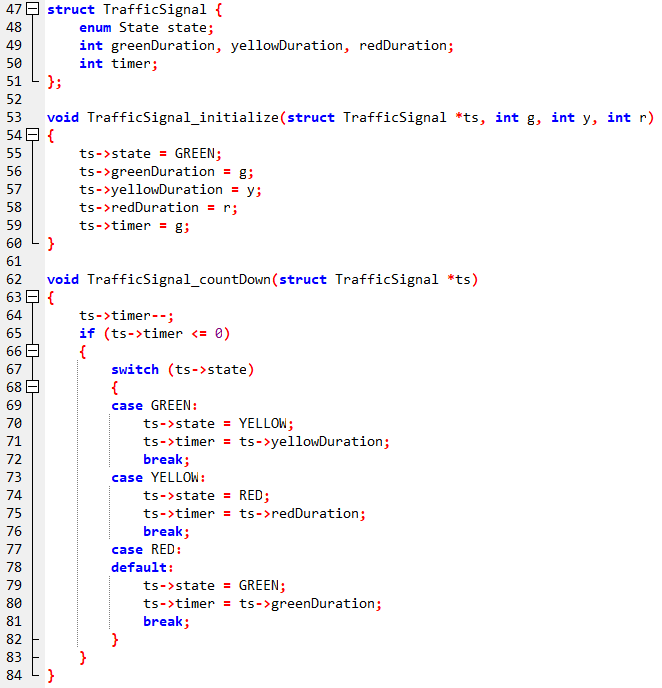 47 struct TrafficSignal {
48     enum State state;
49     int greenDuration, yellowDuration, redDuration;
50     int timer;
51 };
52
53 void TrafficSignal_initialize(struct TrafficSignal *ts, int g, int y, int r)
54 {
55     ts->state = GREEN;
56     ts->greenDuration = g;
57     ts->yellowDuration = y;
58     ts->redDuration = r;
59     ts->timer = g;
60 }
61
62 void TrafficSignal_countDown(struct TrafficSignal *ts)
63 {
64     ts->timer--;
65     if (ts->timer <= 0)
66     {
67         switch (ts->state)
68         {
69         case GREEN:
70             ts->state = YELLOW;
71             ts->timer = ts->yellowDuration;
72             break;
73         case YELLOW:
74             ts->state = RED;
75             ts->timer = ts->redDuration;
76             break;
77         case RED:
78         default:
79             ts->state = GREEN;
80             ts->timer = ts->greenDuration;
81             break;
82         }
83     }
84 }